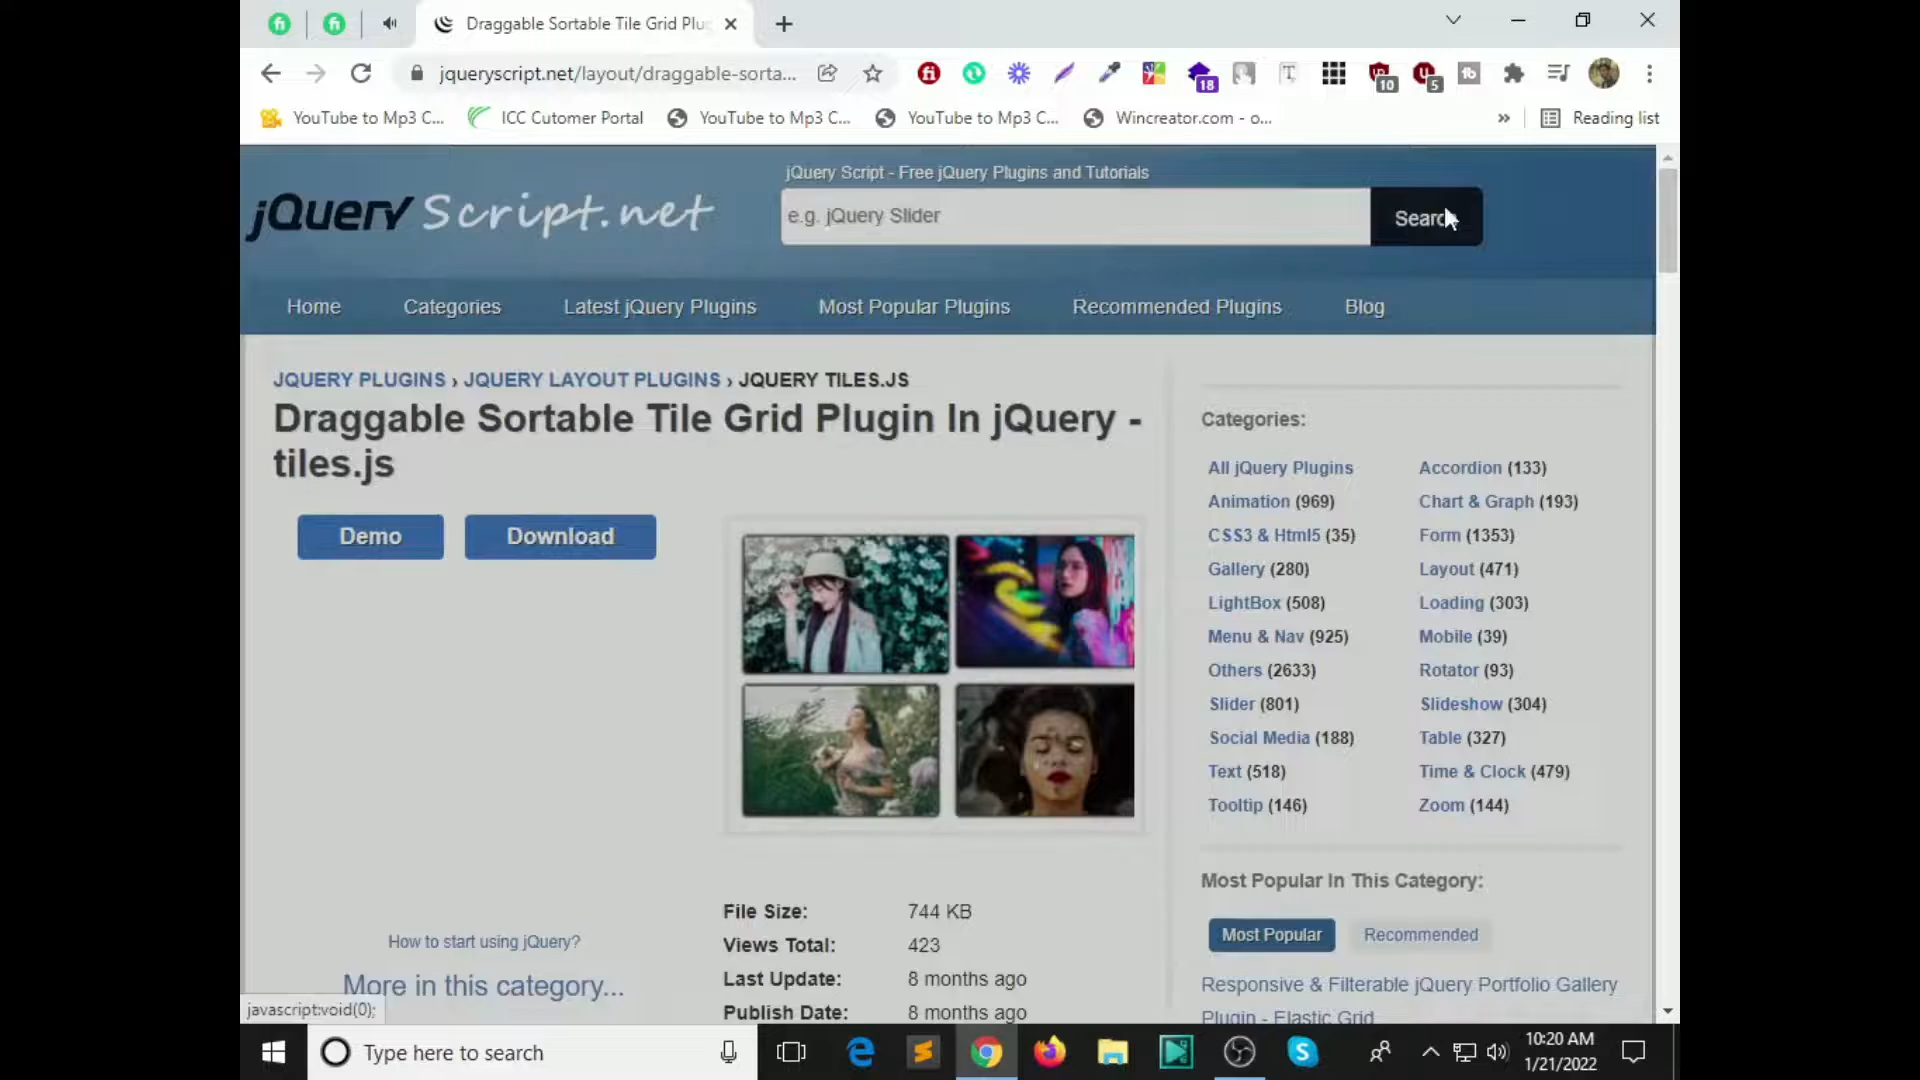 Draggable Sortable Tile Grid Plu
jqueryscript.net/layout/draggable-sorta...
18
10
5
YouTube to Mp3 C...
ICC Cutomer Portal
YouTube to Mp3 C...
YouTube to Mp3 C...
Wincreator.com - o...
»
Reading list
jQuery Script.net
jQuery Script - Free jQuery Plugins and Tutorials
e.g. jQuery Slider
Search
Home
Categories
Latest jQuery Plugins
Most Popular Plugins
Recommended Plugins
Blog
JQUERY PLUGINS › JQUERY LAYOUT PLUGINS › JQUERY TILES.JS
Draggable Sortable Tile Grid Plugin In jQuery -
tiles.js
Demo
Download
How to start using jQuery?
More in this category...
File Size: 744 KB
Views Total: 423
Last Update: 8 months ago
Publish Date: 8 months ago
Categories:
All jQuery Plugins
Accordion (133)
Animation (969)
Chart & Graph (193)
CSS3 & Html5 (35)
Form (1353)
Gallery (280)
Layout (471)
LightBox (508)
Loading (303)
Menu & Nav (925)
Mobile (39)
Others (2633)
Rotator (93)
Slider (801)
Slideshow (304)
Social Media (188)
Table (327)
Text (518)
Time & Clock (479)
Tooltip (146)
Zoom (144)
Most Popular In This Category:
Most Popular
Recommended
Responsive & Filterable jQuery Portfolio Gallery
Plugin - Elastic Grid
javascript:void(0);
Type here to search
10:20 AM
1/21/2022